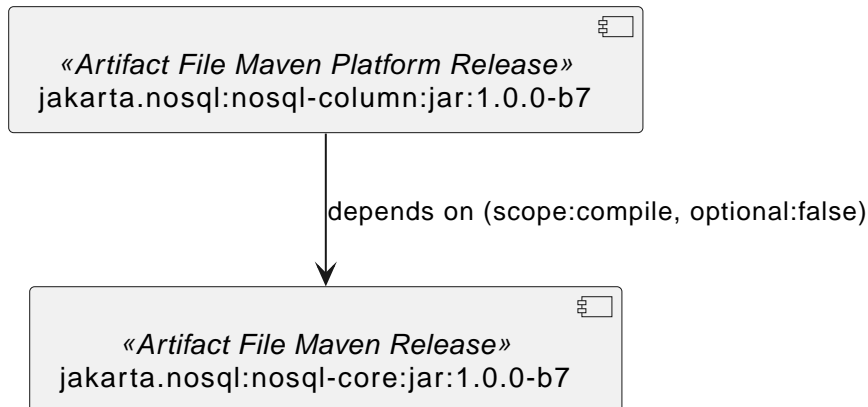 «Artifact File Maven Platform Release»
jakarta.nosql:nosql-column:jar:1.0.0-b7
depends on (scope:compile, optional:false)
«Artifact File Maven Release»
jakarta.nosql:nosql-core:jar:1.0.0-b7